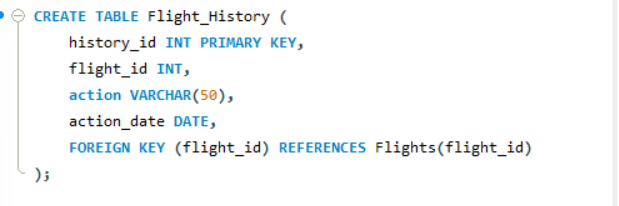 CREATE TABLE Flight_History (
history_id INT PRIMARY KEY,
flight_id INT,
action VARCHAR(50),
action_date DATE,
FOREIGN KEY (flight_id) REFERENCES Flights(flight_id)
);